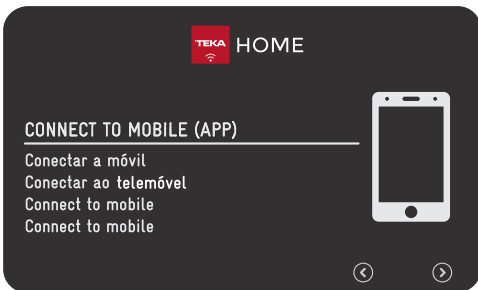 TEKA HOME
CONNECT TO MOBILE (APP)
Conectar a móvil
Conectar ao telemóvel
Connect to mobile
Connect to mobile